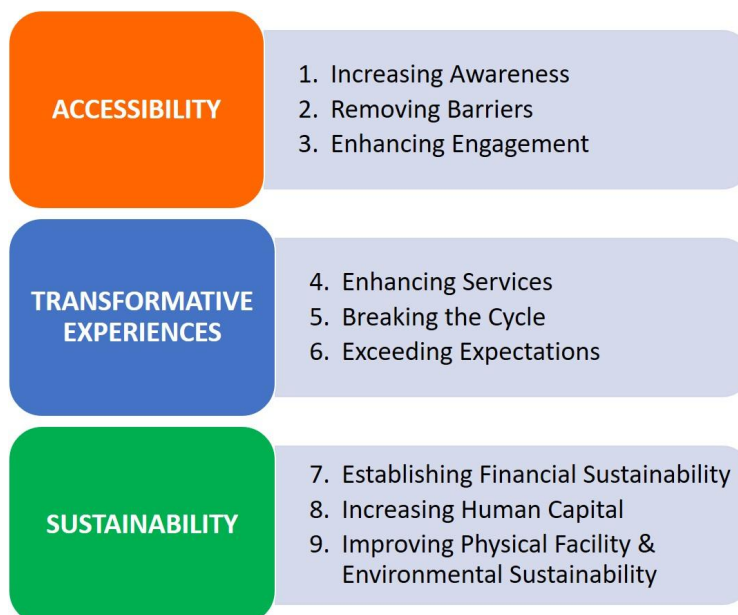 ACCESSIBILITY
1. Increasing Awareness
2. Removing Barriers
3. Enhancing Engagement
TRANSFORMATIVE
EXPERIENCES
4. Enhancing Services
5. Breaking the Cycle
6. Exceeding Expectations
SUSTAINABILITY
7. Establishing Financial Sustainability
8. Increasing Human Capital
9. Improving Physical Facility &
Environmental Sustainability